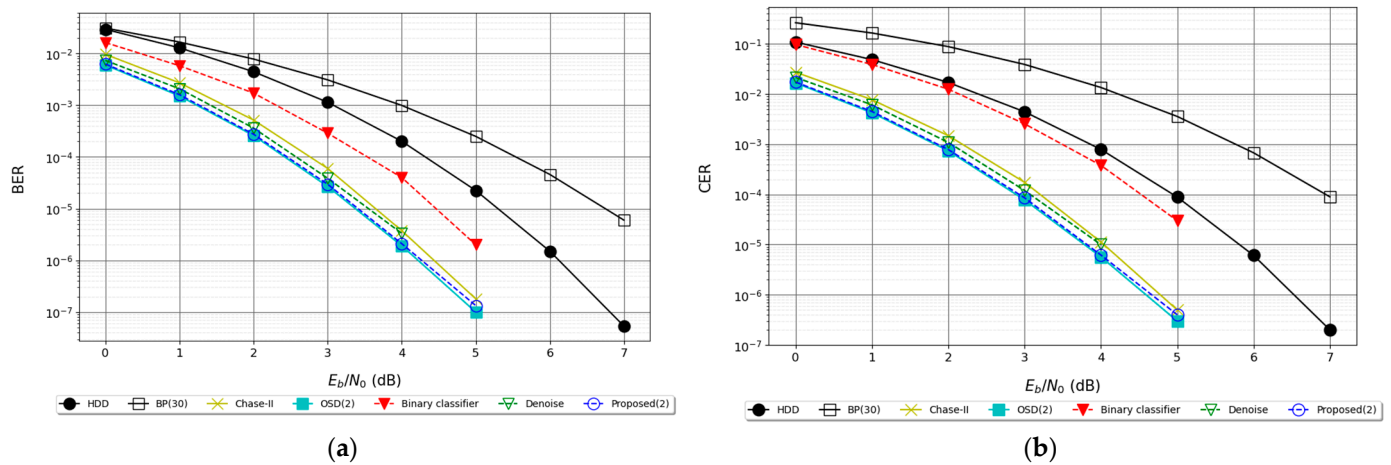 10⁻²
10⁻³
10⁻⁴
10⁻⁵
10⁻⁶
10⁻⁷
BER
0 1 2 3 4 5 6 7
E_b/N_0 (dB)
HDD BP(30) Chase-II OSD(2) Binary classifier Denoise Proposed(2)
(a)
10⁻¹
10⁻²
10⁻³
10⁻⁴
10⁻⁵
10⁻⁶
10⁻⁷
CER
0 1 2 3 4 5 6 7
E_b/N_0 (dB)
HDD BP(30) Chase-II OSD(2) Binary classifier Denoise Proposed(2)
(b)